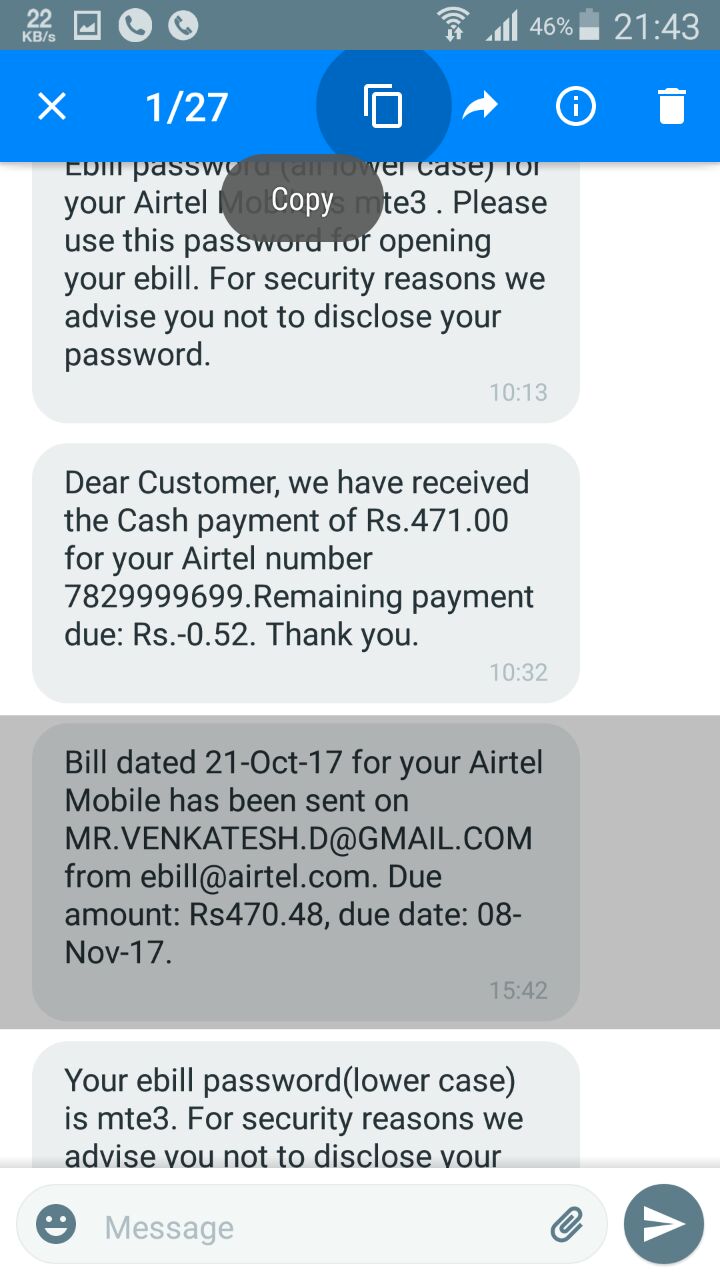 22
KB/s
46%
21:43
1/27
Ebill password (all lower case) for
Copy
your Airtel Mobile is mte3 . Please
use this password for opening
your ebill. For security reasons we
advise you not to disclose your
password.
10:13
Dear Customer, we have received
the Cash payment of Rs.471.00
for your Airtel number
7829999699.Remaining payment
due: Rs.-0.52. Thank you.
10:32
Bill dated 21-Oct-17 for your Airtel
Mobile has been sent on
MR.VENKATESH.D@GMAIL.COM
from ebill@airtel.com. Due
amount: Rs470.48, due date: 08-
Nov-17.
15:42
Your ebill password(lower case)
is mte3. For security reasons we
advise you not to disclose your
Message